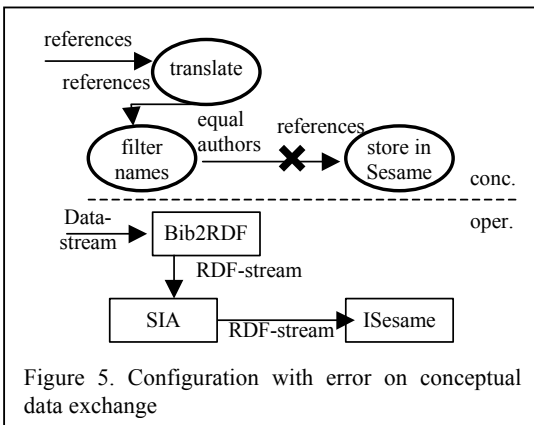 references
translate
references
equal
authors
references
filter
names
store in
Sesame
conc.
oper.
Data-
stream
Bib2RDF
RDF-stream
SIA
RDF-stream
ISesame
Figure 5. Configuration with error on conceptual
data exchange